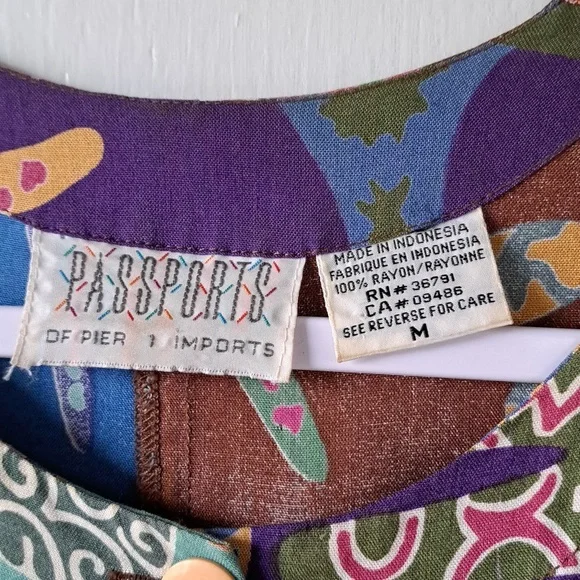 PASSPORTS
OF PIER 1 IMPORTS
MADE IN INDONESIA
FABRIQUE EN INDONESIA
100% RAYON/RAYONNE
RN# 36791
CA# 09486
SEE REVERSE FOR CARE
M